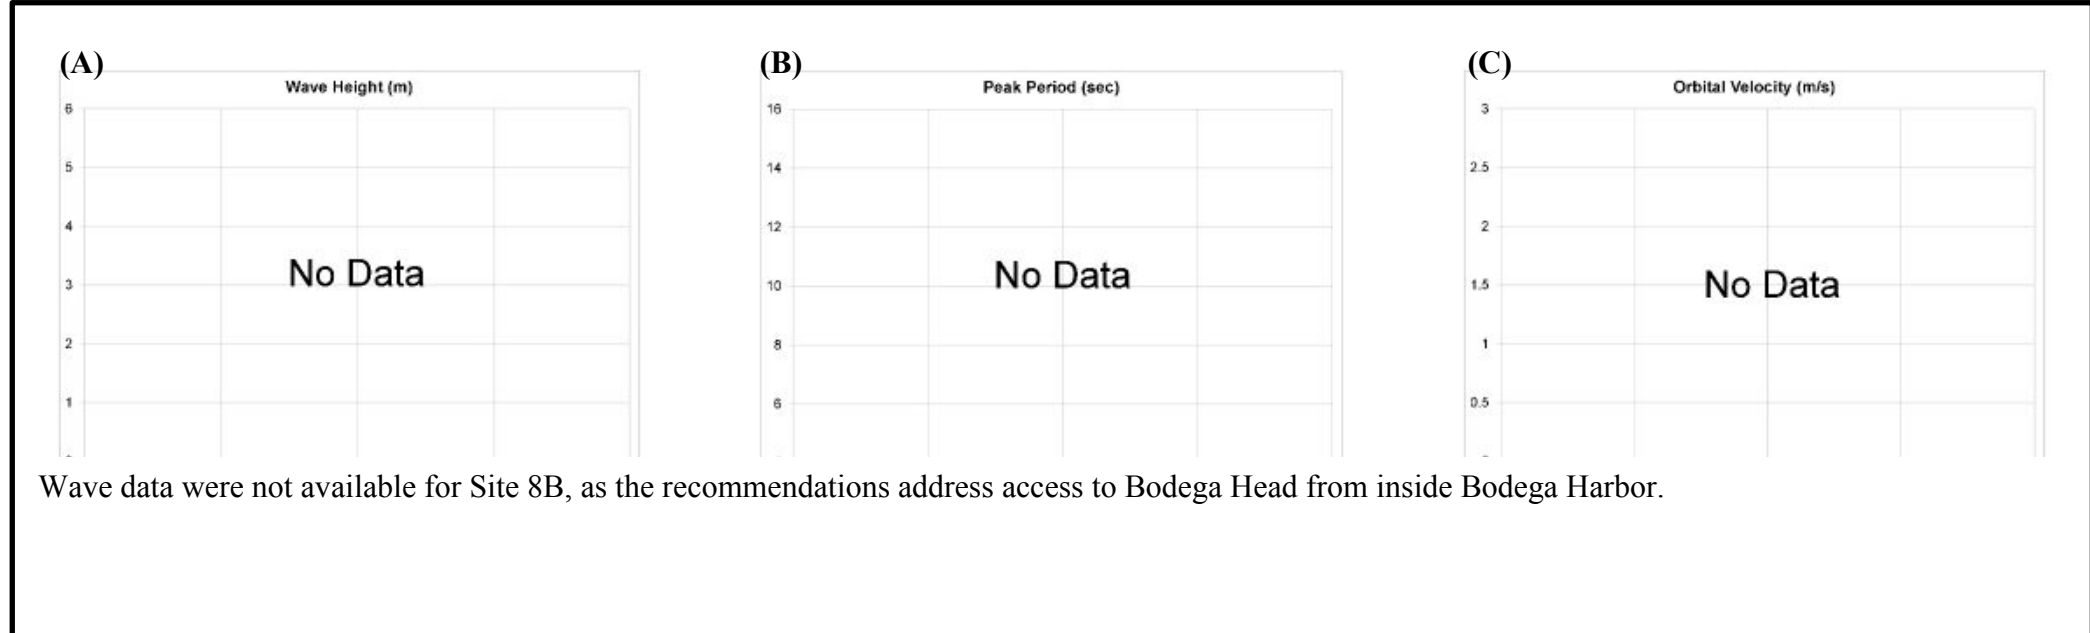 (A)
Wave Height (m)
6
5
4
3
2
1
No Data
(B)
Peak Period (sec)
16
14
12
10
8
6
No Data
(C)
Orbital Velocity (m/s)
3
2.5
2
1.5
1
0.5
No Data
Wave data were not available for Site 8B, as the recommendations address access to Bodega Head from inside Bodega Harbor.